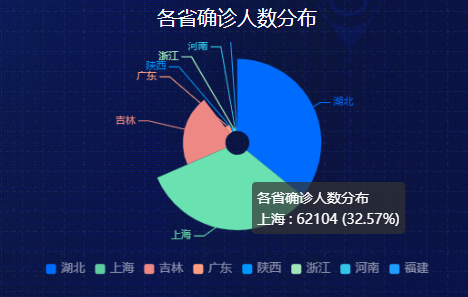 各省确诊人数分布
河南
浙江
陕西
广东
湖北
吉林
各省确诊人数分布
上海 : 62104 (32.57%)
上海
湖北 上海 吉林 广东 陕西 浙江 河南 福建